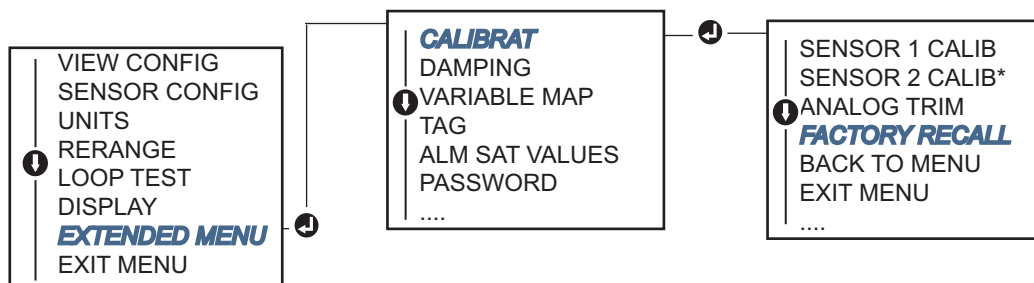 VIEW CONFIG
SENSOR CONFIG
UNITS
RERANGE
LOOP TEST
DISPLAY
EXTENDED MENU
EXIT MENU
CALIBRAT
DAMPING
VARIABLE MAP
TAG
ALM SAT VALUES
PASSWORD
....
SENSOR 1 CALIB
SENSOR 2 CALIB*
ANALOG TRIM
FACTORY RECALL
BACK TO MENU
EXIT MENU
....